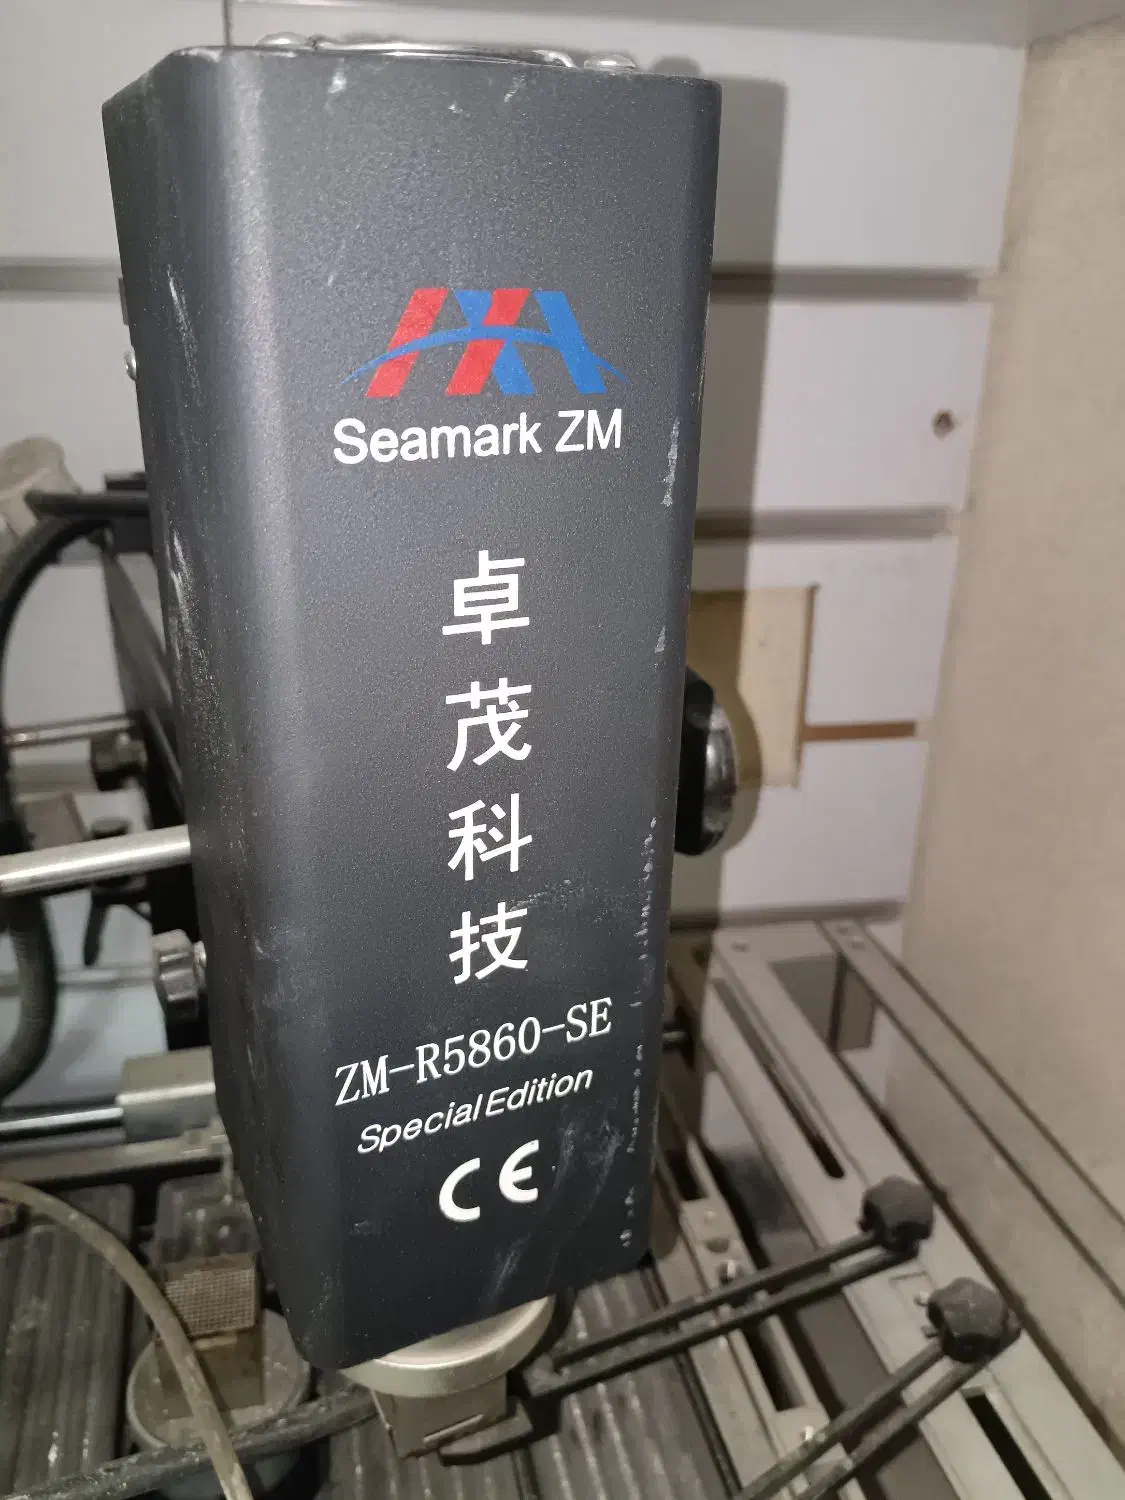 Seamark ZM
卓
茂
科
技
ZM-R5860-SE
Special Edition
CE